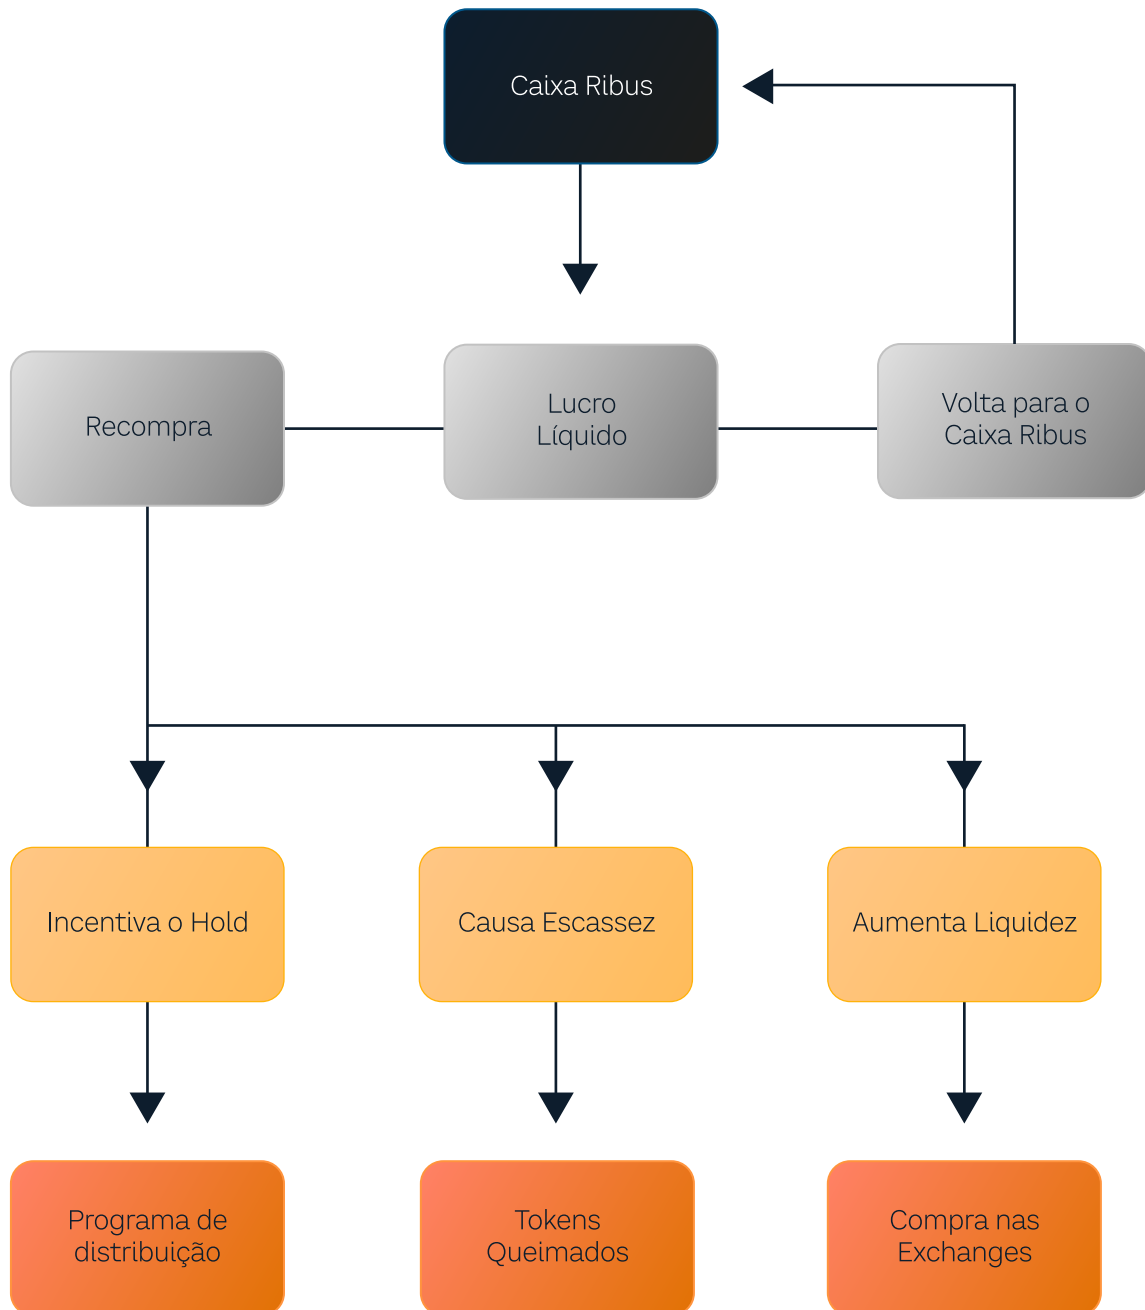 Caixa Ribus
Recompra
Lucro
Líquido
Volta para o
Caixa Ribus
Incentiva o Hold
Causa Escassez
Aumenta Liquidez
Programa de
distribuição
Tokens
Queimados
Compra nas
Exchanges